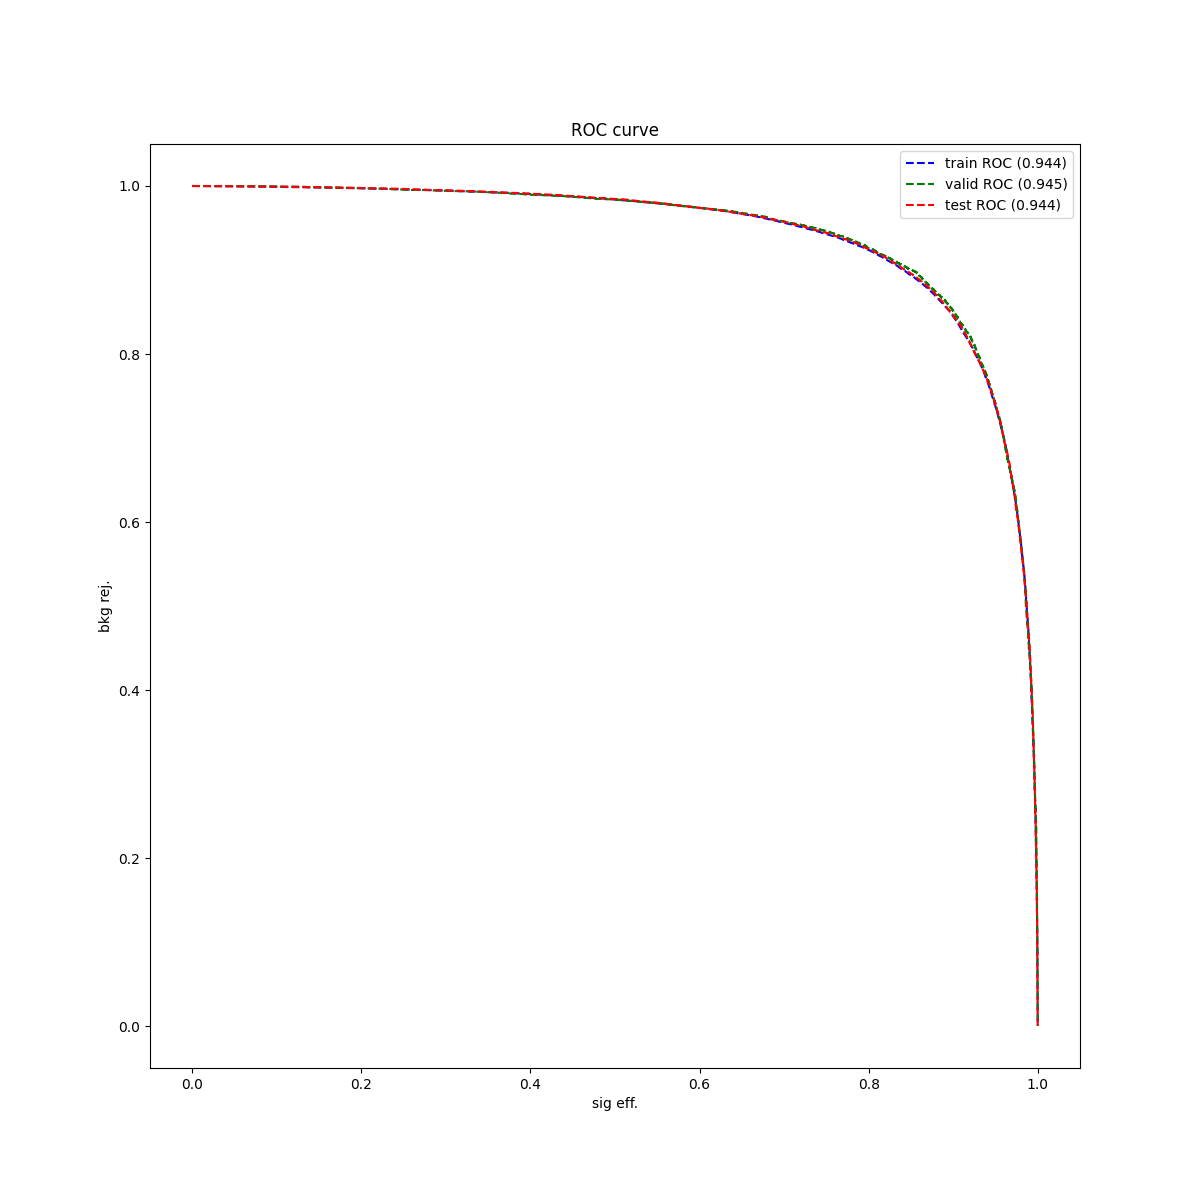 ROC curve
train ROC (0.944)
valid ROC (0.945)
test ROC (0.944)
1.0
0.8
0.6
0.4
0.2
0.0
bkg rej.
0.0 0.2 0.4 0.6 0.8 1.0
sig eff.